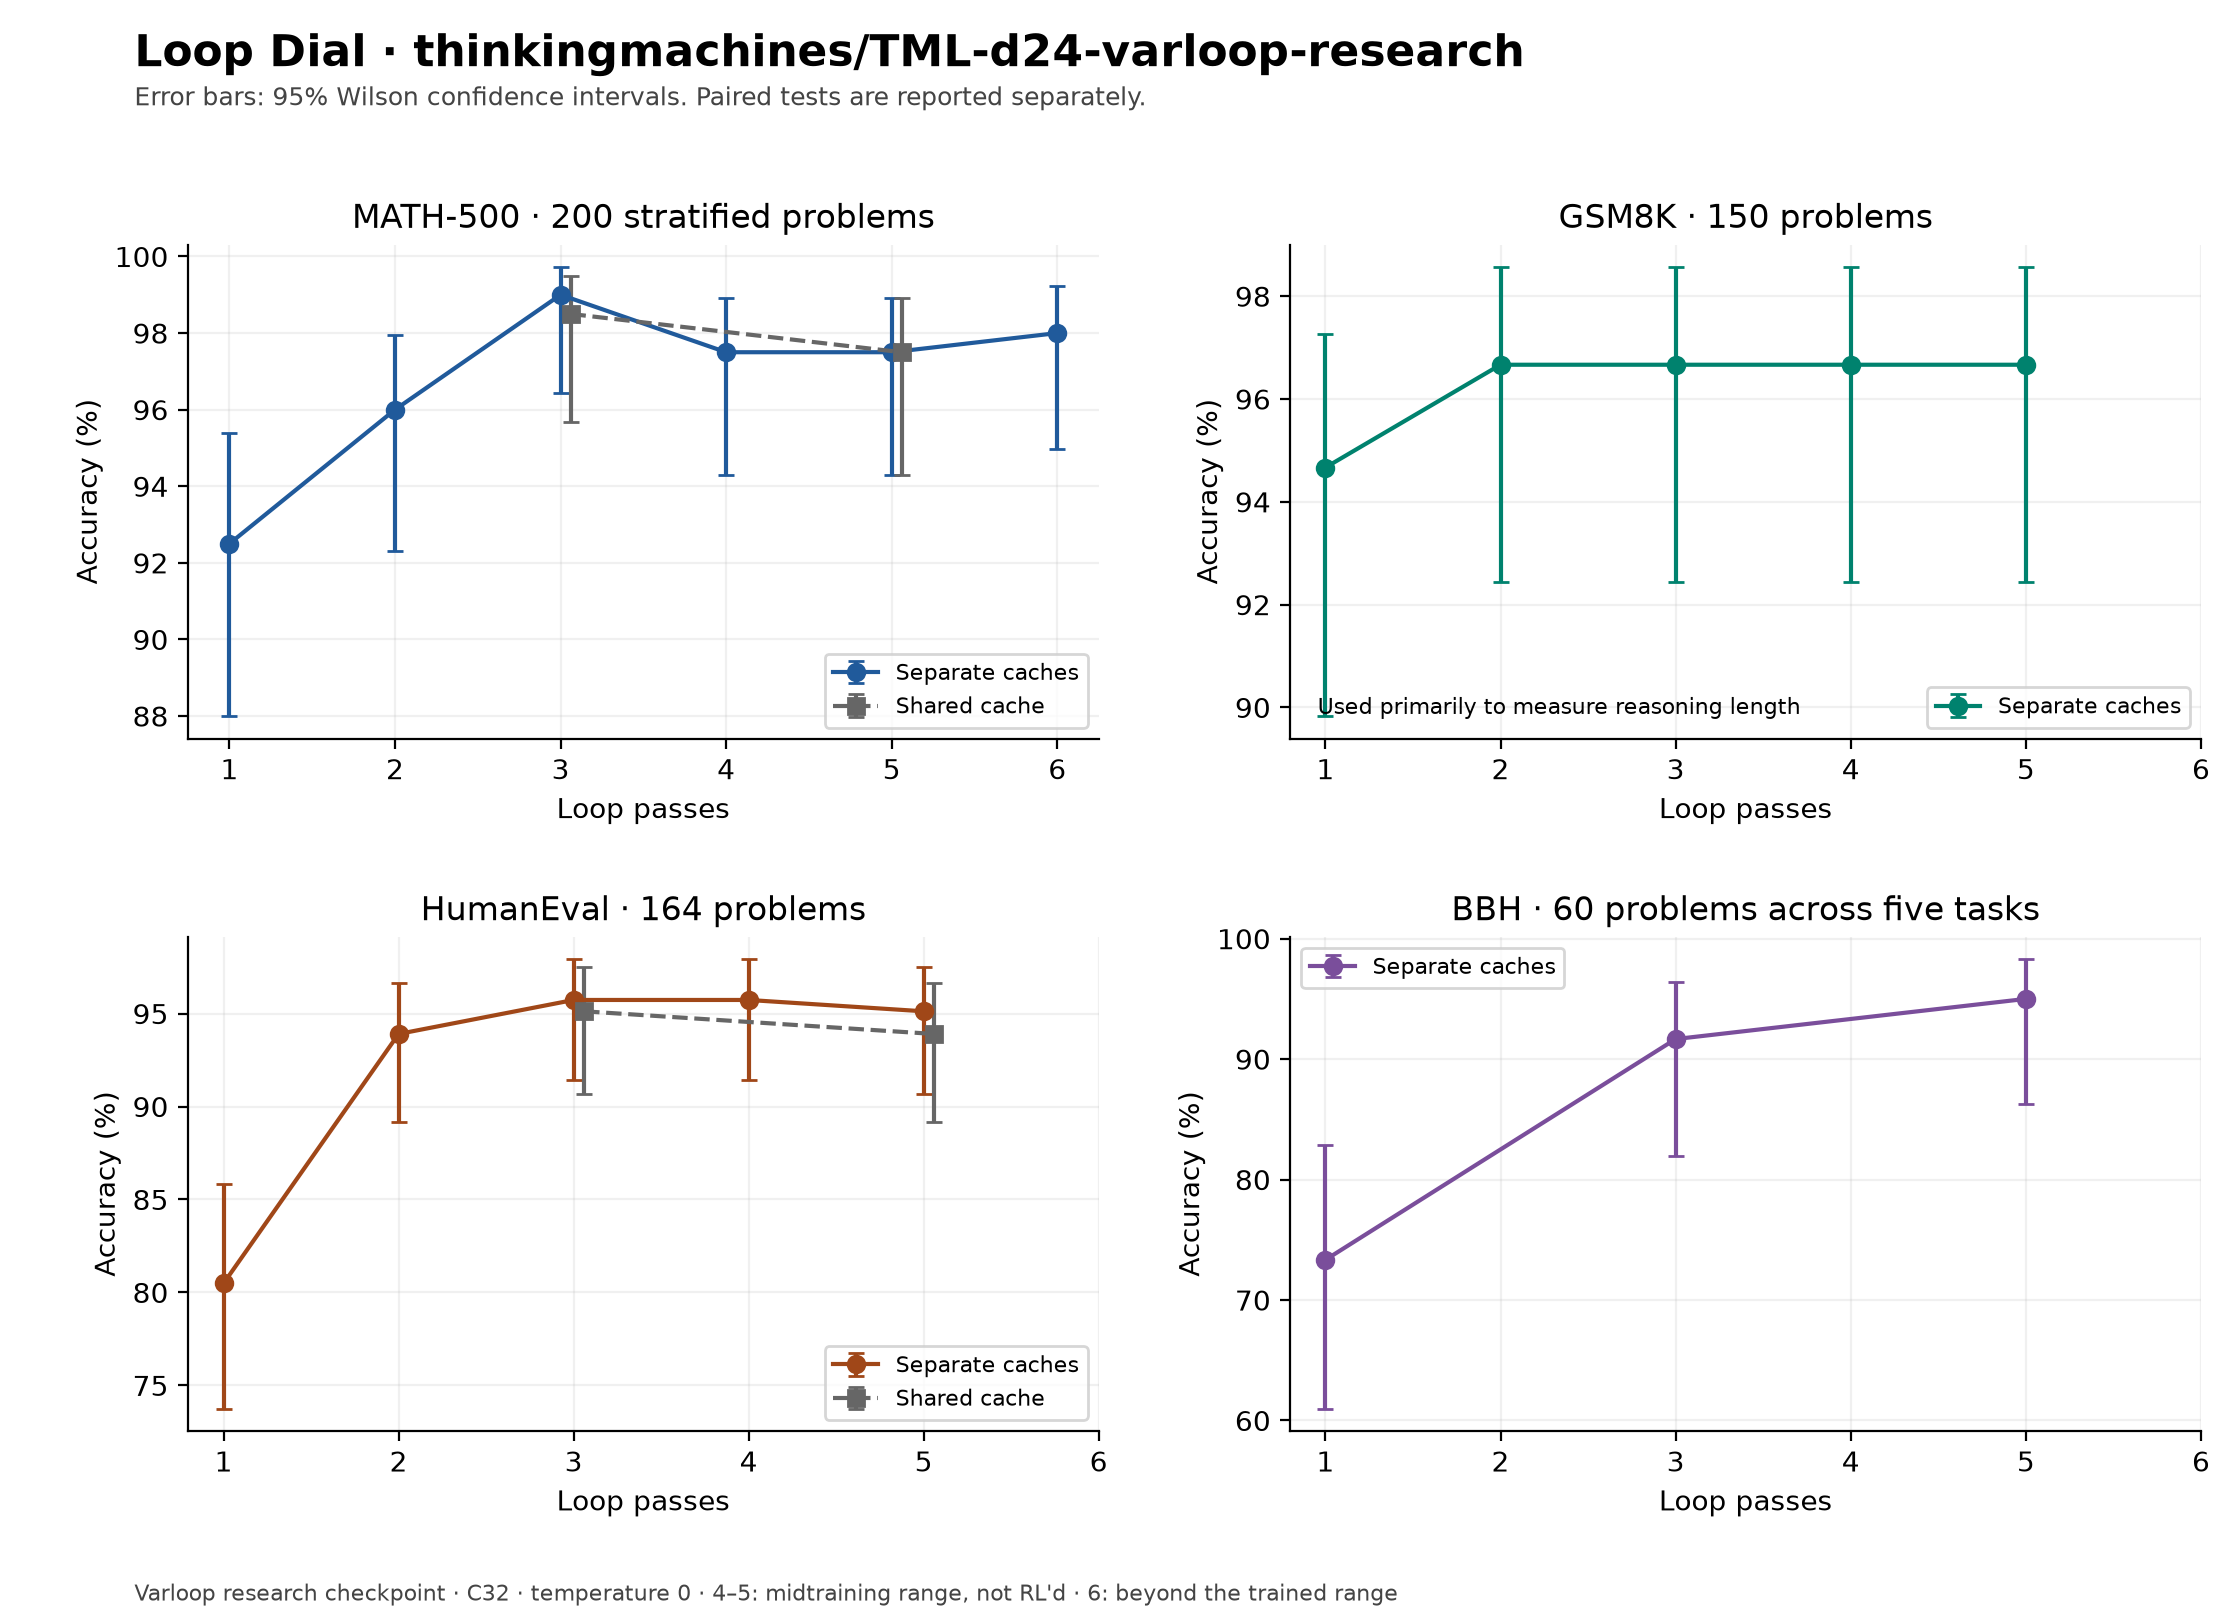 Loop Dial · thinkingmachines/TML-d24-varloop-research
Error bars: 95% Wilson confidence intervals. Paired tests are reported separately.
MATH-500 · 200 stratified problems
100
98
96
94
92
90
88
Accuracy (%)
Separate caches
Shared cache
1 2 3 4 5 6
Loop passes
GSM8K · 150 problems
98
96
94
92
90
Accuracy (%)
Used primarily to measure reasoning length
Separate caches
1 2 3 4 5 6
Loop passes
HumanEval · 164 problems
95
90
85
80
75
Accuracy (%)
Separate caches
Shared cache
1 2 3 4 5 6
Loop passes
BBH · 60 problems across five tasks
100
90
80
70
60
Accuracy (%)
Separate caches
1 2 3 4 5 6
Loop passes
Varloop research checkpoint · C32 · temperature 0 · 4–5: midtraining range, not RL'd · 6: beyond the trained range